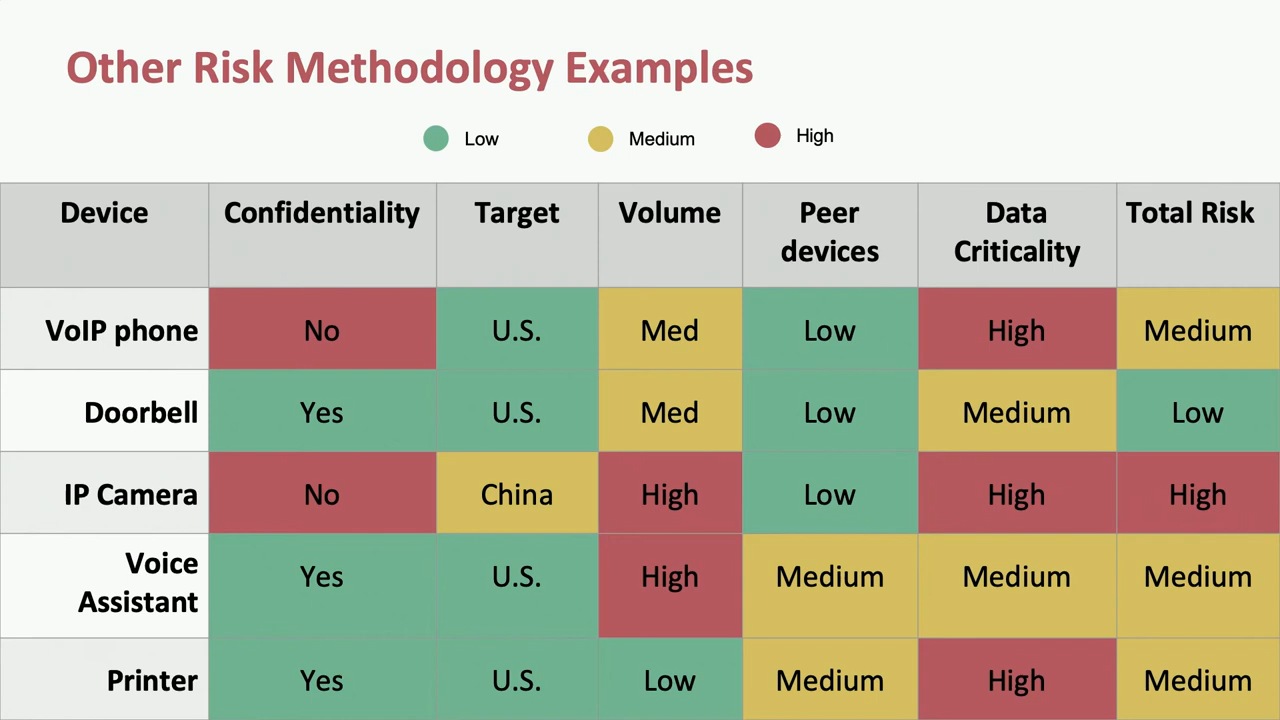 Other Risk Methodology Examples
Low Medium High
Device Confidentiality Target Volume Peer devices Data Criticality Total Risk
VoIP phone No U.S. Med Low High Medium
Doorbell Yes U.S. Med Low Medium Low
IP Camera No China High Low High High
Voice Assistant Yes U.S. High Medium Medium Medium
Printer Yes U.S. Low Medium High Medium